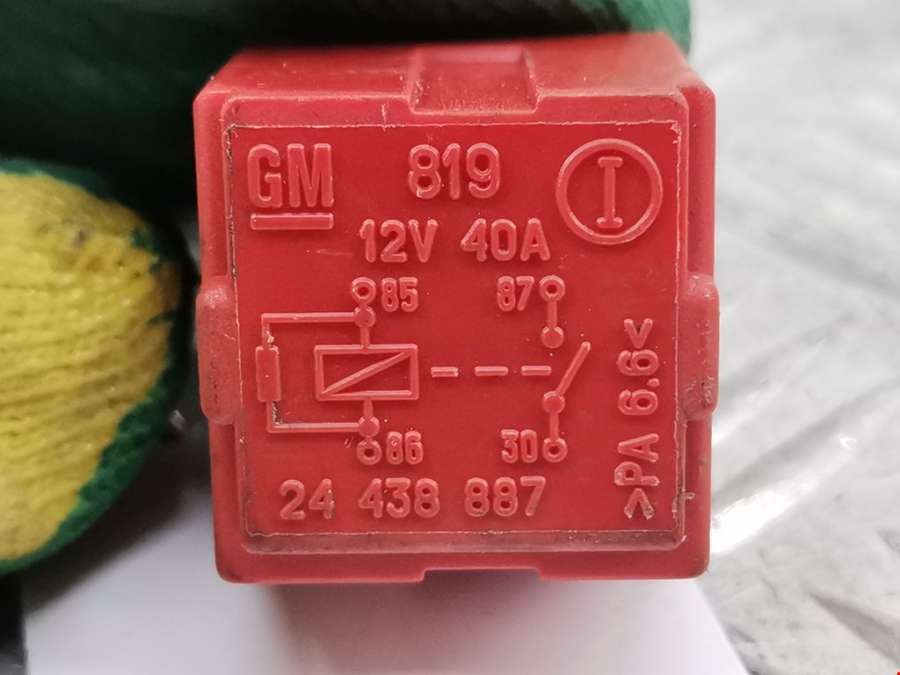 GM 819 I
12V 40A
85 87
86 30
>PA 6.6<
24 438 887